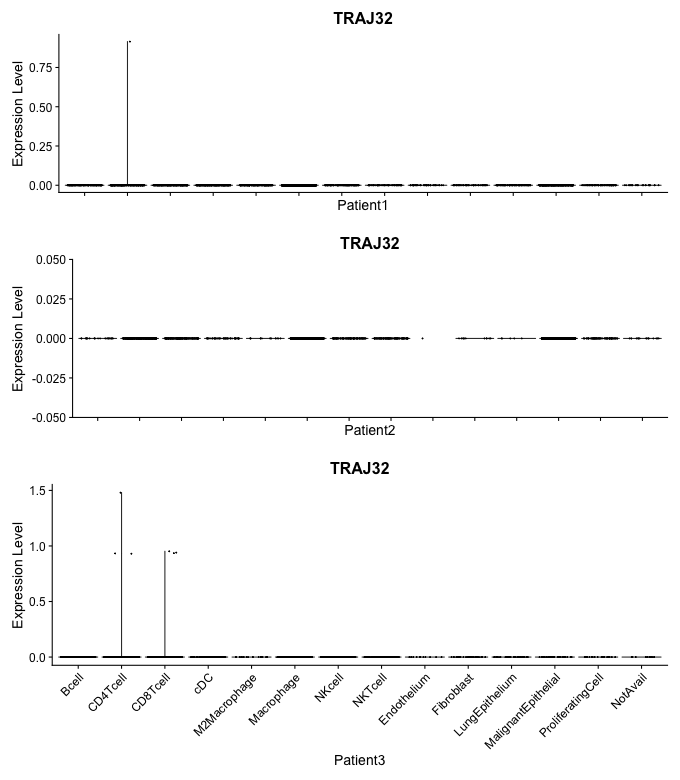 TRAJ32
Expression Level
0.75
0.50
0.25
0.00
Patient1
TRAJ32
Expression Level
0.050
0.025
0.000
-0.025
-0.050
Patient2
TRAJ32
Expression Level
1.5
1.0
0.5
0.0
Bcell
CD4Tcell
CD8Tcell
cDC
M2Macrophage
Macrophage
NKcell
NKTcell
Endothelium
Fibroblast
LungEpithelium
MalignantEpithelial
ProliferatingCell
NotAvail
Patient3